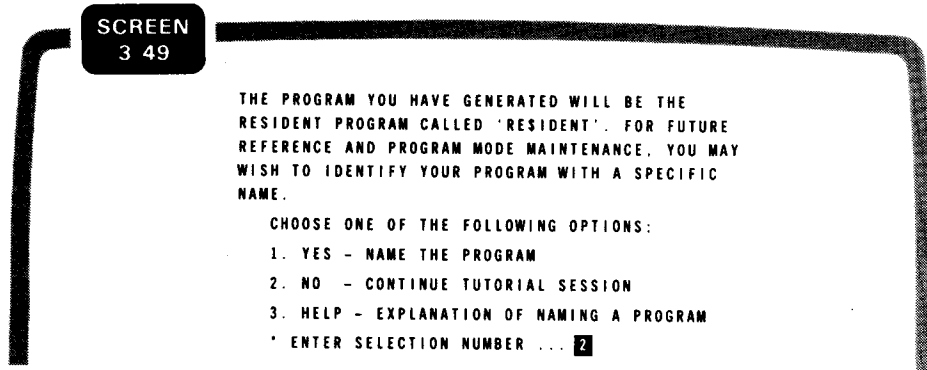 SCREEN
3 49
THE PROGRAM YOU HAVE GENERATED WILL BE THE
RESIDENT PROGRAM CALLED 'RESIDENT'. FOR FUTURE
REFERENCE AND PROGRAM MODE MAINTENANCE, YOU MAY
WISH TO IDENTIFY YOUR PROGRAM WITH A SPECIFIC
NAME.
CHOOSE ONE OF THE FOLLOWING OPTIONS:
1. YES - NAME THE PROGRAM
2. NO - CONTINUE TUTORIAL SESSION
3. HELP - EXPLANATION OF NAMING A PROGRAM
* ENTER SELECTION NUMBER ... 2